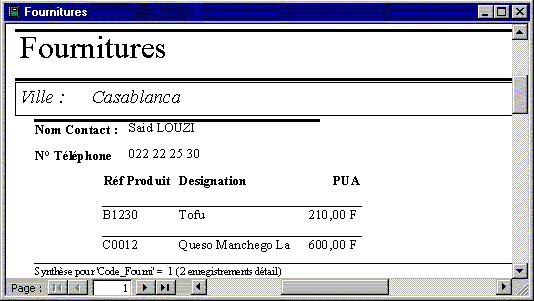 Fournitures
Fournitures
Ville : Casablanca
Nom Contact : Said LOUZI
N° Téléphone 022 22 25 30
Réf Produit Designation PUA
B1230 Tofu 210,00 F
C0012 Queso Manchego La 600,00 F
Synthèse pour 'Code_Fourni' = 1 (2 enregistrements détail)
Page : 1